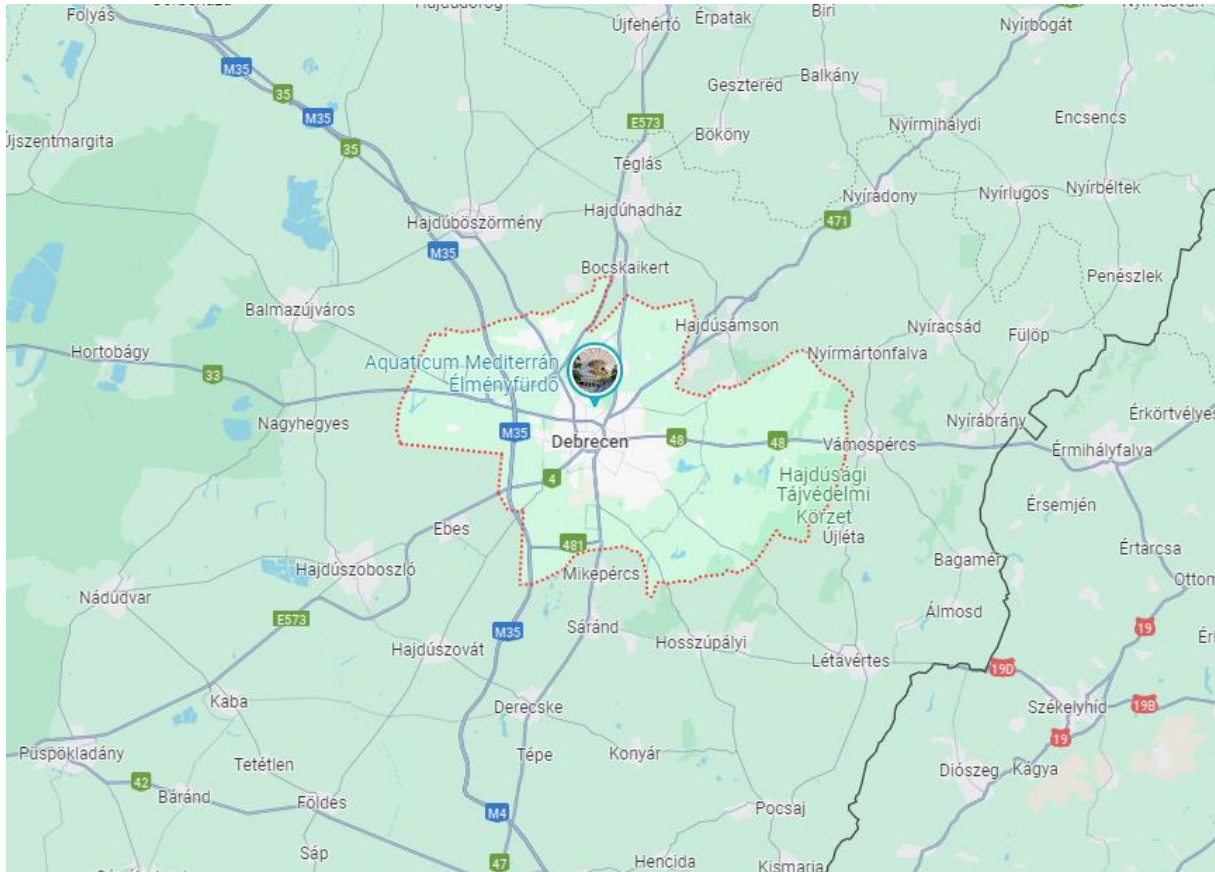 Folyás
Hajdúdorog
Újfehértó
Érpatak
Biri
Nyírbogát
M35
35
Geszteréd
Balkány
M35
E573
Bököny
Nyírmihálydi
Encsencs
Újszentmargita
35
Téglás
Nyíradony
Nyírlugos
Nyírbéltek
Hajdúböszörmény
Hajdúhadház
471
M35
Bocskaikert
Penészlek
Balmazújváros
Hajdúsámson
Nyíracsád
Fülöp
Hortobágy
33
Aquaticum Mediterrán
Élményfürdő
Nyírmártonfalva
Nagyhegyes
M35
Debrecen
48
48
Vámospércs
Nyírábrány
Érkörtvélyes
Érmihályfalva
4
Hajdúsági
Tájvédelmi
Körzet
Érsemjén
Ebes
481
Újléta
Értarcsa
Hajdúszoboszló
Mikepércs
Bagamér
Nádudvar
E573
Álmosd
M35
Sáránd
Hosszúpályi
19
Hajdúszovát
Létavértes
19D
Kaba
Derecske
Székelyhíd
19B
Püspökladány
Tetétlen
Tépe
Konyár
19
42
Báránd
Földes
Diószeg
Kágya
M4
Pocsaj
Sáp
47
Hencida
Kismarja